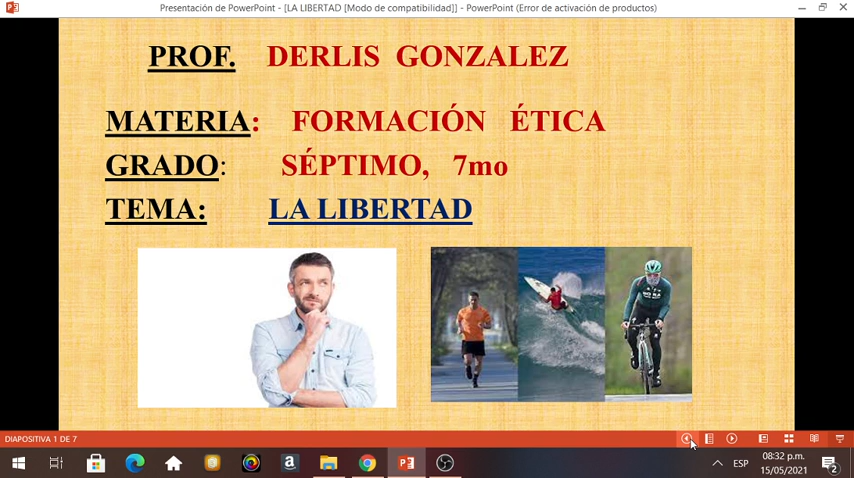 Presentación de PowerPoint - [LA LIBERTAD [Modo de compatibilidad]] - PowerPoint (Error de activación de productos)
PROF. DERLIS GONZALEZ
MATERIA: FORMACIÓN ÉTICA
GRADO: SÉPTIMO, 7mo
TEMA: LA LIBERTAD
DIAPOSITIVA 1 DE 7
ESP
08:32 p.m.
15/05/2021
2